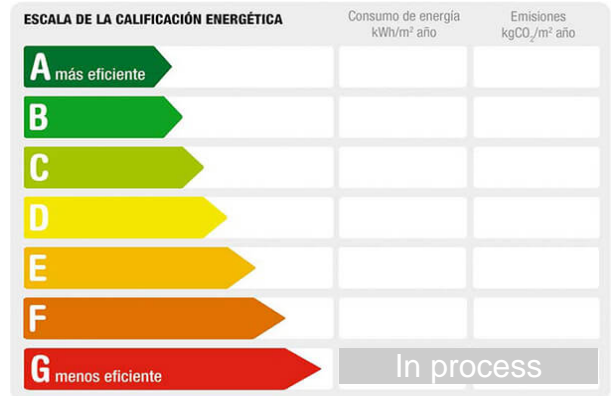 ESCALA DE LA CALIFICACIÓN ENERGÉTICA
Consumo de energía
kWh/m² año
Emisiones
kgCO₂/m² año
A más eficiente
B
C
D
E
F
G menos eficiente
In process